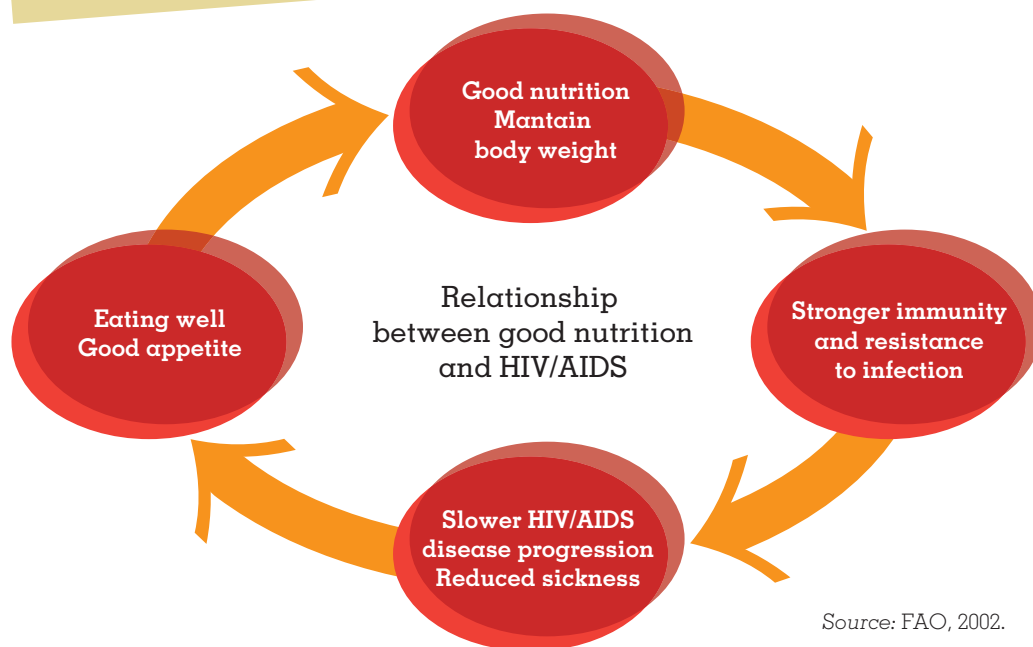 Good nutrition
Mantain
body weight
Stronger immunity
and resistance
to infection
Slower HIV/AIDS
disease progression
Reduced sickness
Eating well
Good appetite
Relationship
between good nutrition
and HIV/AIDS
Source: FAO, 2002.